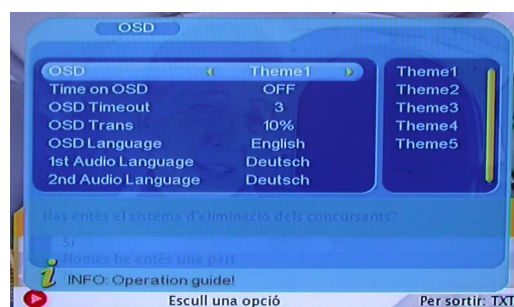 OSD
OSD Theme1
Time on OSD OFF
OSD Timeout 3
OSD Trans 10%
OSD Language English
1st Audio Language Deutsch
2nd Audio Language Deutsch
Theme1
Theme2
Theme3
Theme4
Theme5
Has entès el sistema d'eliminació dels concursants?
Sí
Només he entès una part
INFO: Operation guide!
Escull una opció
Per sortir: TXT